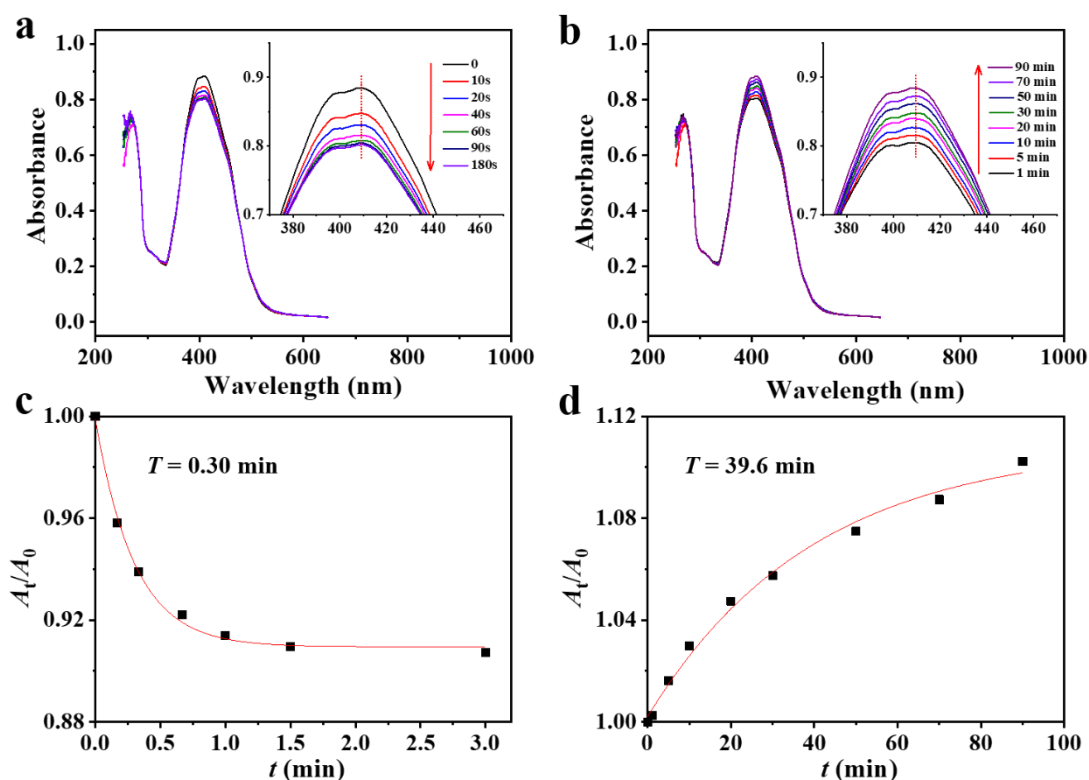 a
1.0
0.8
0.6
0.4
0.2
0.0
Absorbance
200
400
600
800
1000
Wavelength (nm)
0.9
0.8
0.7
380
400
420
440
460
0
10s
20s
40s
60s
90s
180s
b
1.0
0.8
0.6
0.4
0.2
0.0
Absorbance
200
400
600
800
1000
Wavelength (nm)
0.9
0.8
0.7
380
400
420
440
460
90 min
70 min
50 min
30 min
20 min
10 min
5 min
1 min
c
1.00
0.96
0.92
0.88
At/A0
T = 0.30 min
0.0
0.5
1.0
1.5
2.0
2.5
3.0
t (min)
d
1.12
1.08
1.04
1.00
At/A0
T = 39.6 min
0
20
40
60
80
100
t (min)